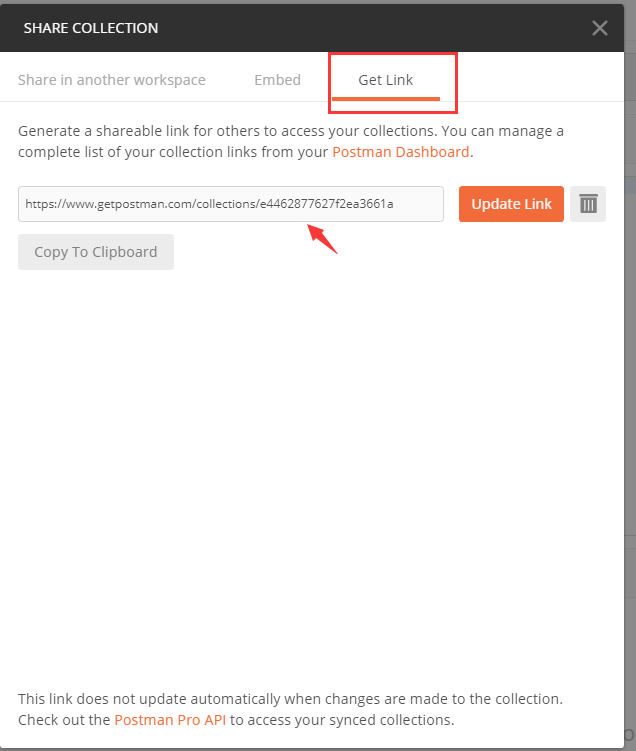 SHARE COLLECTION
Share in another workspace Embed Get Link
Generate a shareable link for others to access your collections. You can manage a
complete list of your collection links from your Postman Dashboard.
https://www.getpostman.com/collections/e4462877627f2ea3661a Update Link
Copy To Clipboard
This link does not update automatically when changes are made to the collection.
Check out the Postman Pro API to access your synced collections.